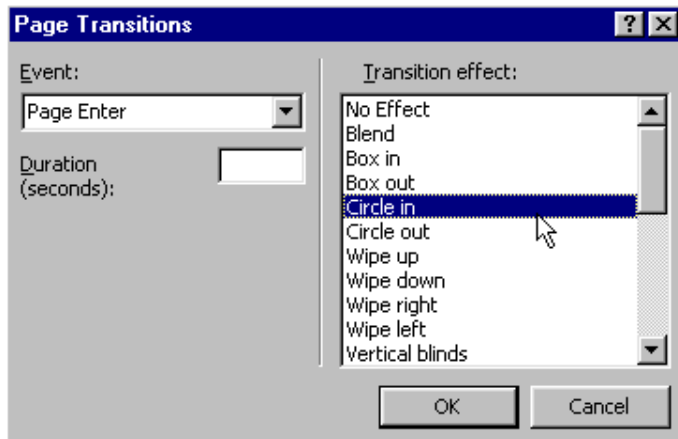 Page Transitions
Event:
Page Enter
Duration
(seconds):
Transition effect:
No Effect
Blend
Box in
Box out
Circle in
Circle out
Wipe up
Wipe down
Wipe right
Wipe left
Vertical blinds
OK
Cancel